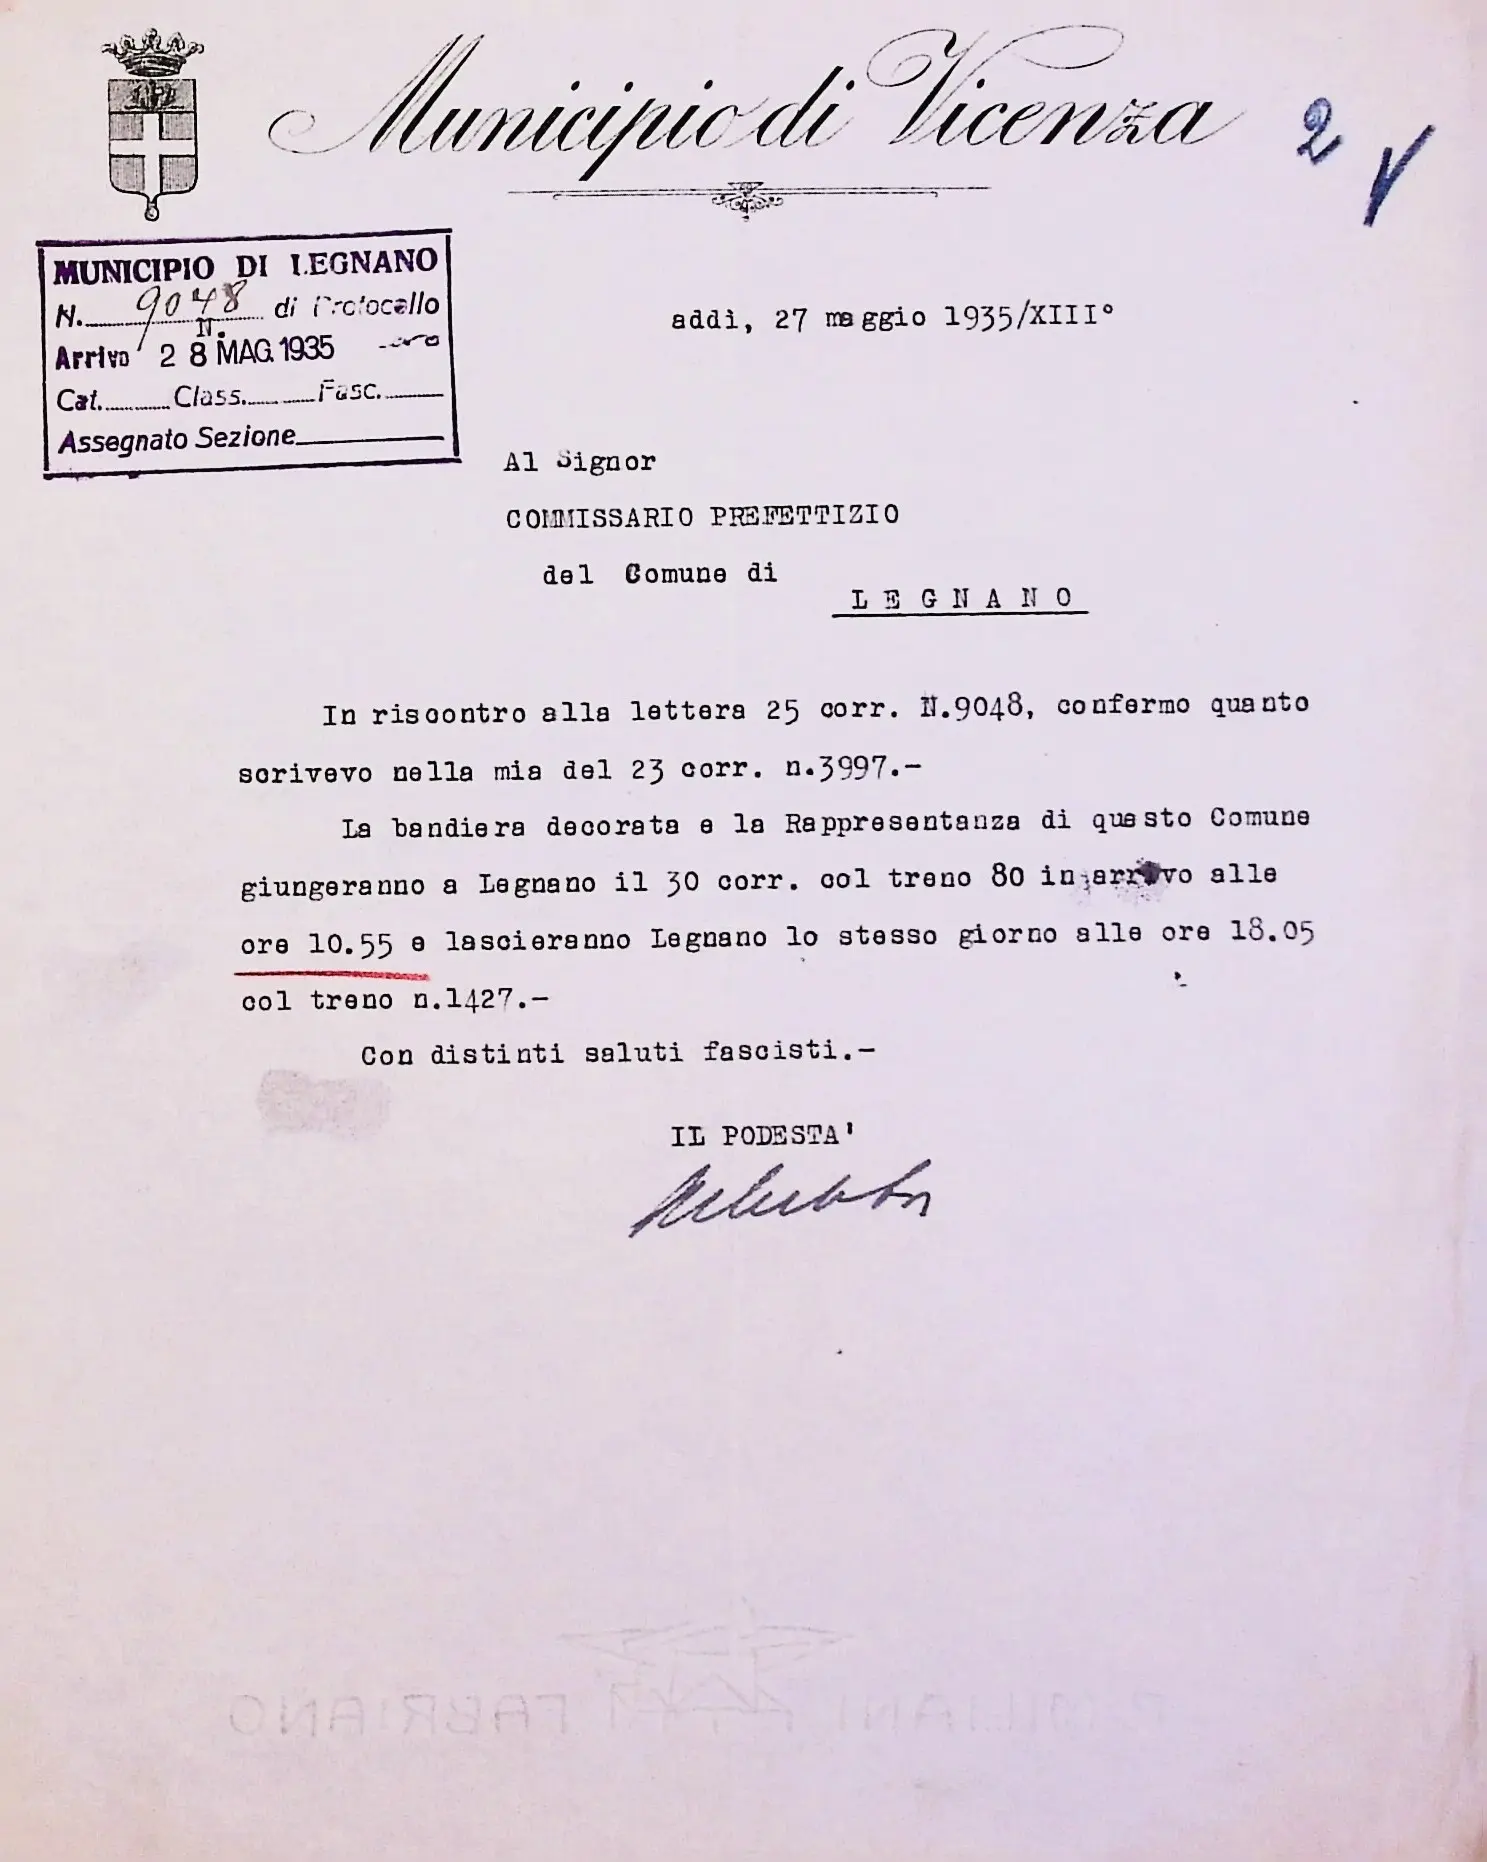 Municipio di Vicenza
2
MUNICIPIO DI LEGNANO
N. 9048 di Protocollo
N.
Arrivo 28 MAG. 1935
Cat. Class. Fasc.
Assegnato Sezione
addì, 27 maggio 1935/XIII°
Al Signor
COMMISSARIO PREFETTIZIO
del Comune di
LEGNANO
In riscontro alla lettera 25 corr. N.9048, confermo quanto
scrivevo nella mia del 23 corr. n.3997.-
La bandiera decorata e la Rappresentanza di questo Comune
giungeranno a Legnano il 30 corr. col treno 80 in arrivo alle
ore 10.55 e lascieranno Legnano lo stesso giorno alle ore 18.05
col treno n.1427.-
Con distinti saluti fascisti.-
IL PODESTA'
P. MILIANI FABRIANO